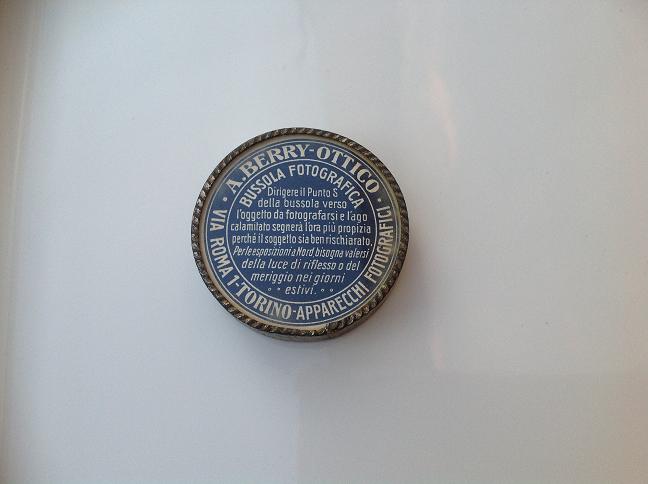 A. BERRY - OTTICO
VIA ROMA 1 - TORINO - APPARECCHI FOTOGRAFICI
BUSSOLA FOTOGRAFICA
Dirigere il Punto S
della bussola verso
l'oggetto da fotografarsi e l'ago
calamitato segnerà l'ora più propizia
perchè il soggetto sia ben rischiarato.
Per le esposizioni a Nord bisogna valersi
della luce di riflesso o del
meriggio nei giorni
estivi.